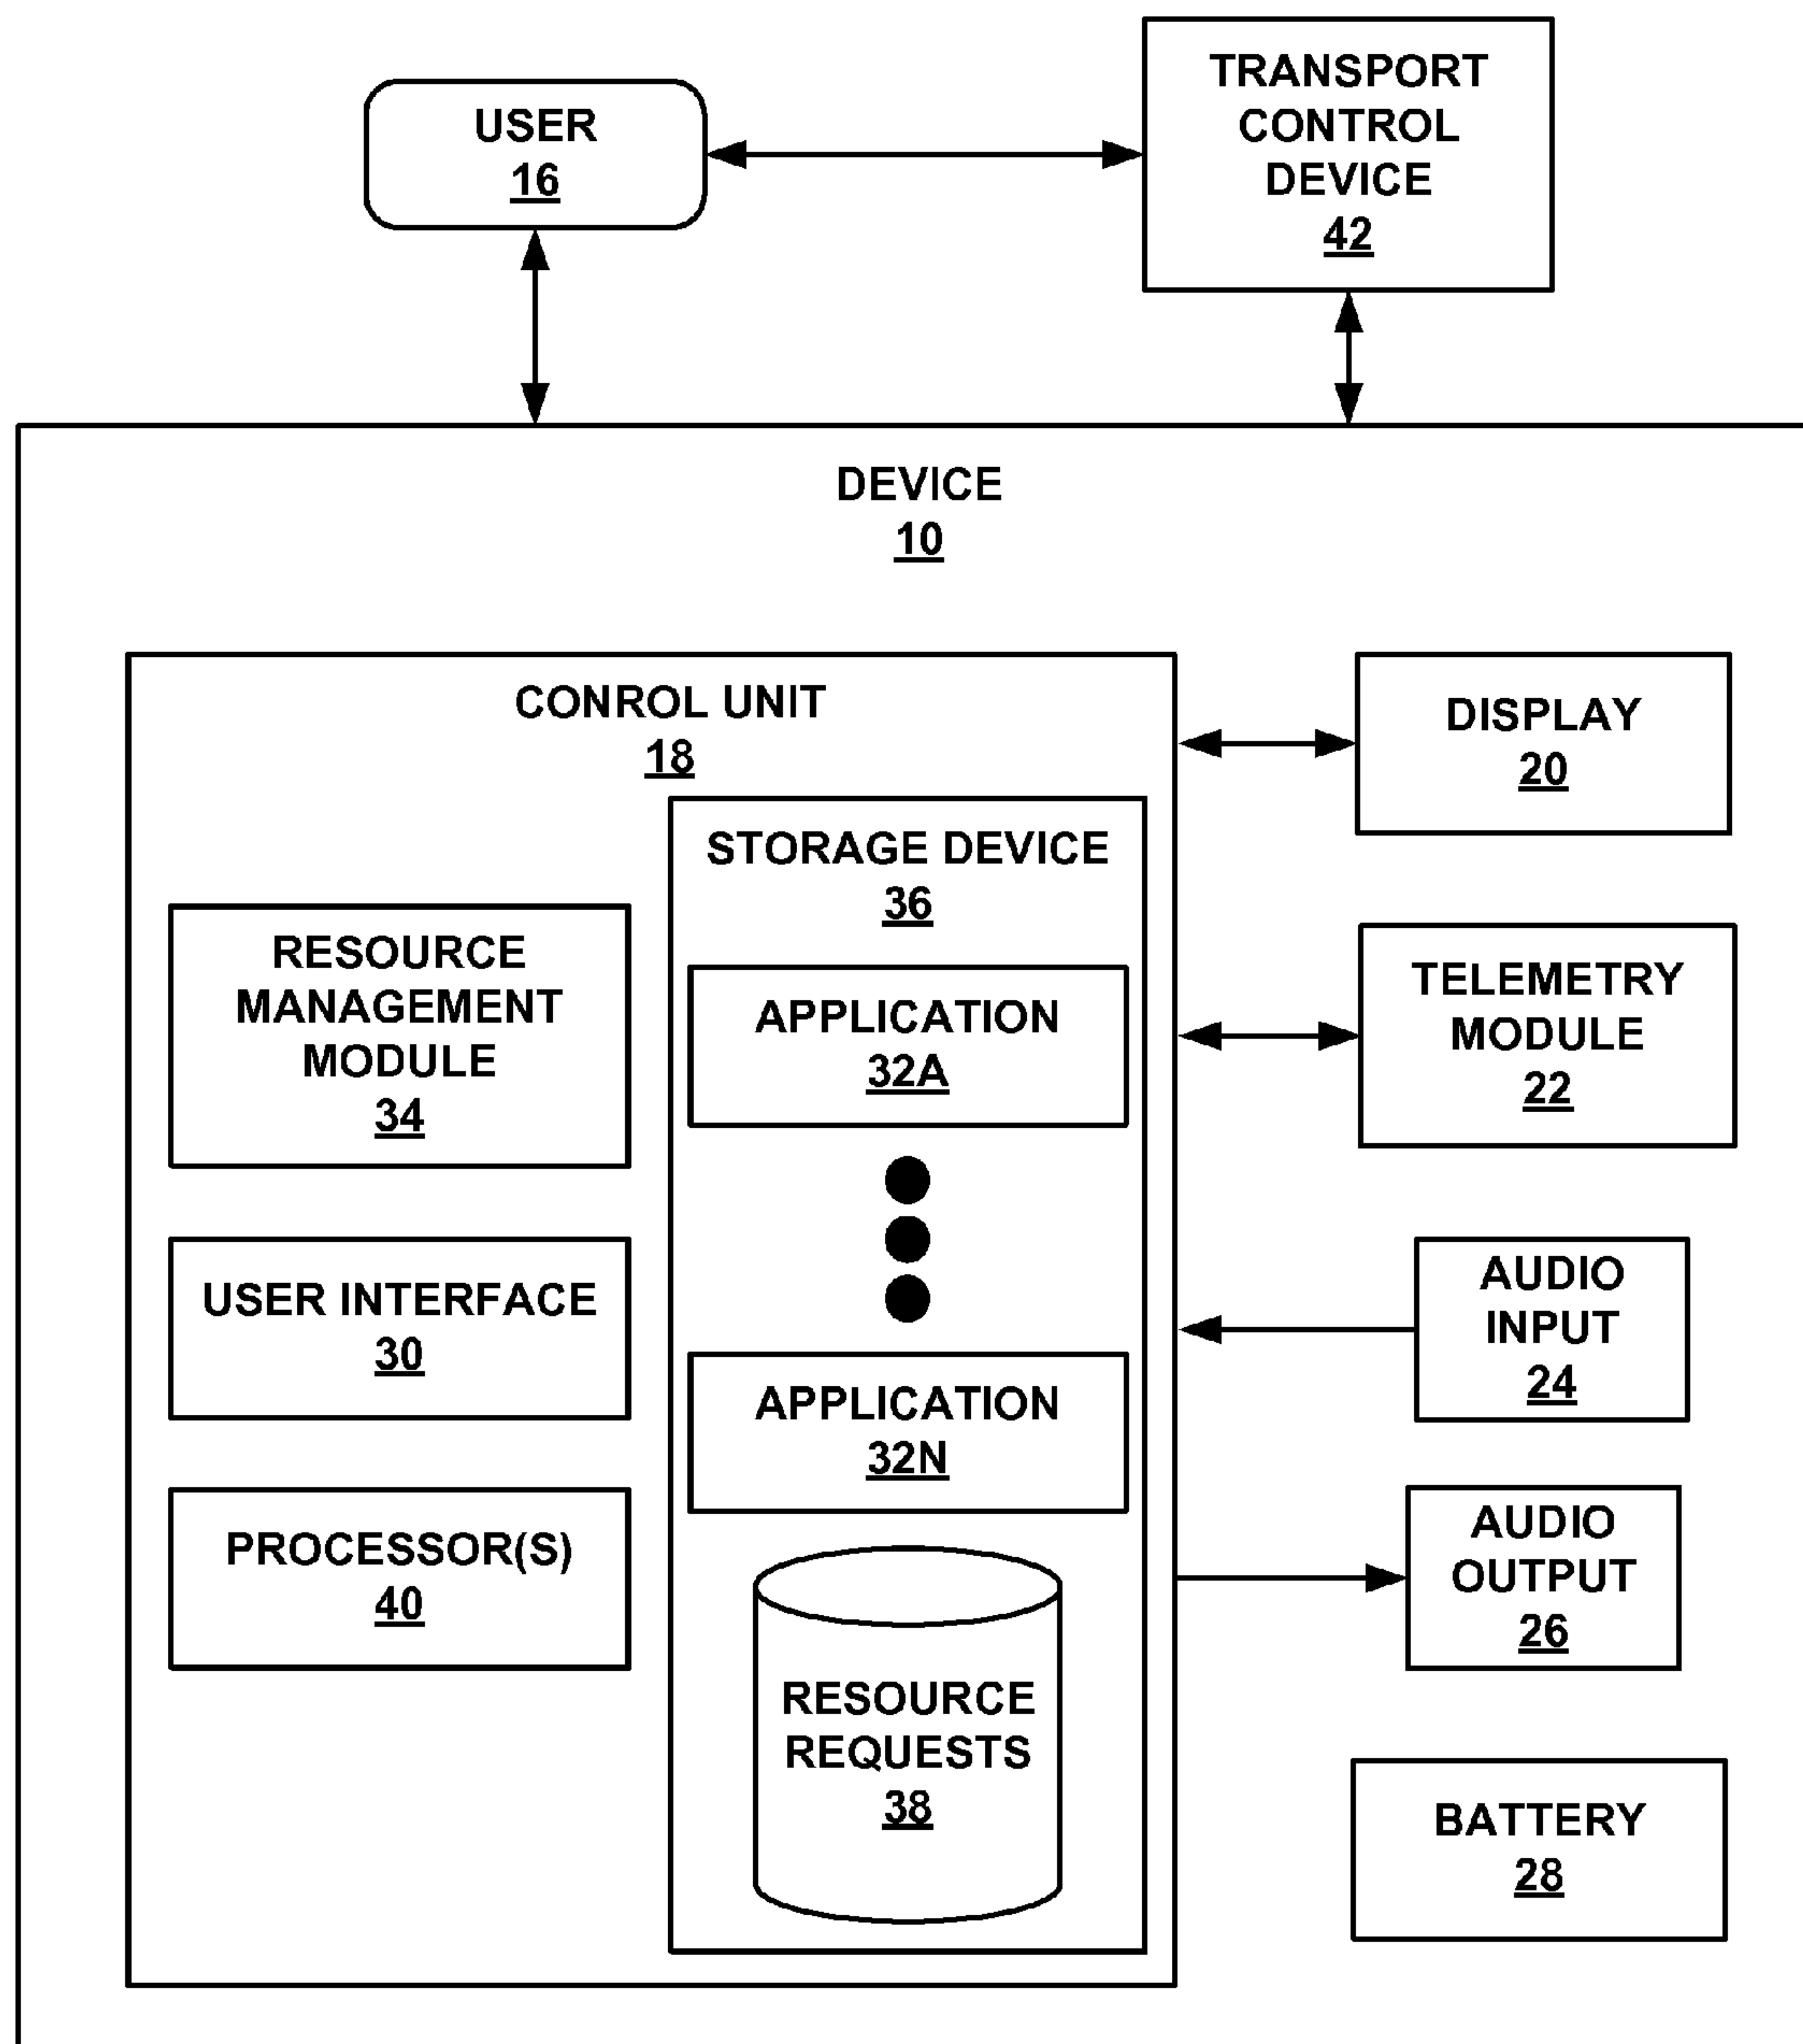 USER
16
TRANSPORT
CONTROL
DEVICE
42
DEVICE
10
CONROL UNIT
18
RESOURCE
MANAGEMENT
MODULE
34
USER INTERFACE
30
PROCESSOR(S)
40
STORAGE DEVICE
36
APPLICATION
32A
APPLICATION
32N
RESOURCE
REQUESTS
38
DISPLAY
20
TELEMETRY
MODULE
22
AUDIO
INPUT
24
AUDIO
OUTPUT
26
BATTERY
28